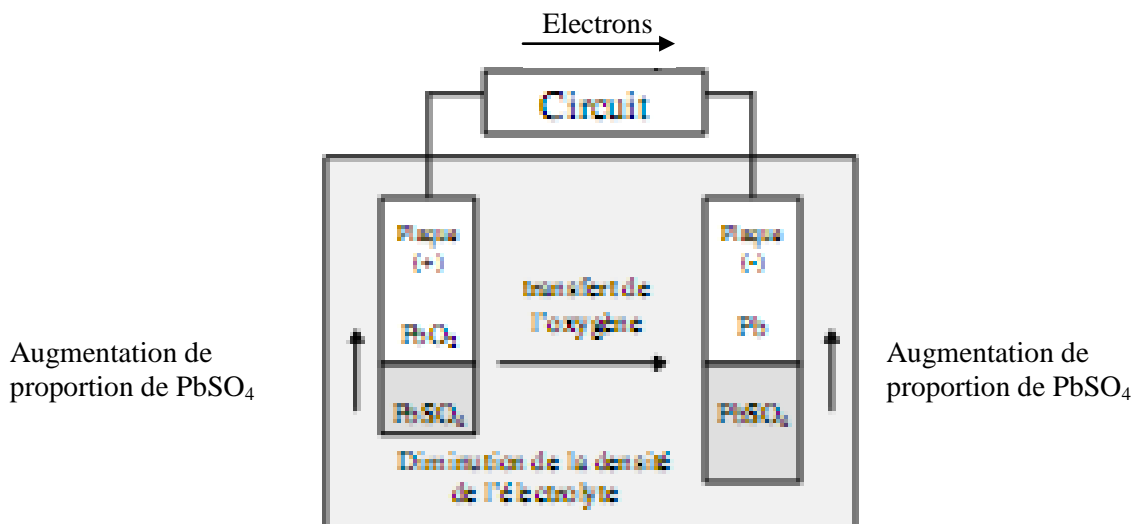 Electrons
Circuit
Plaque
(+)
PbO₂
PbSO₄
transfert de
l'oxygène
Plaque
(-)
Pb
PbSO₄
Augmentation de
proportion de PbSO₄
Augmentation de
proportion de PbSO₄
Diminution de la densité
de l'électrolyte